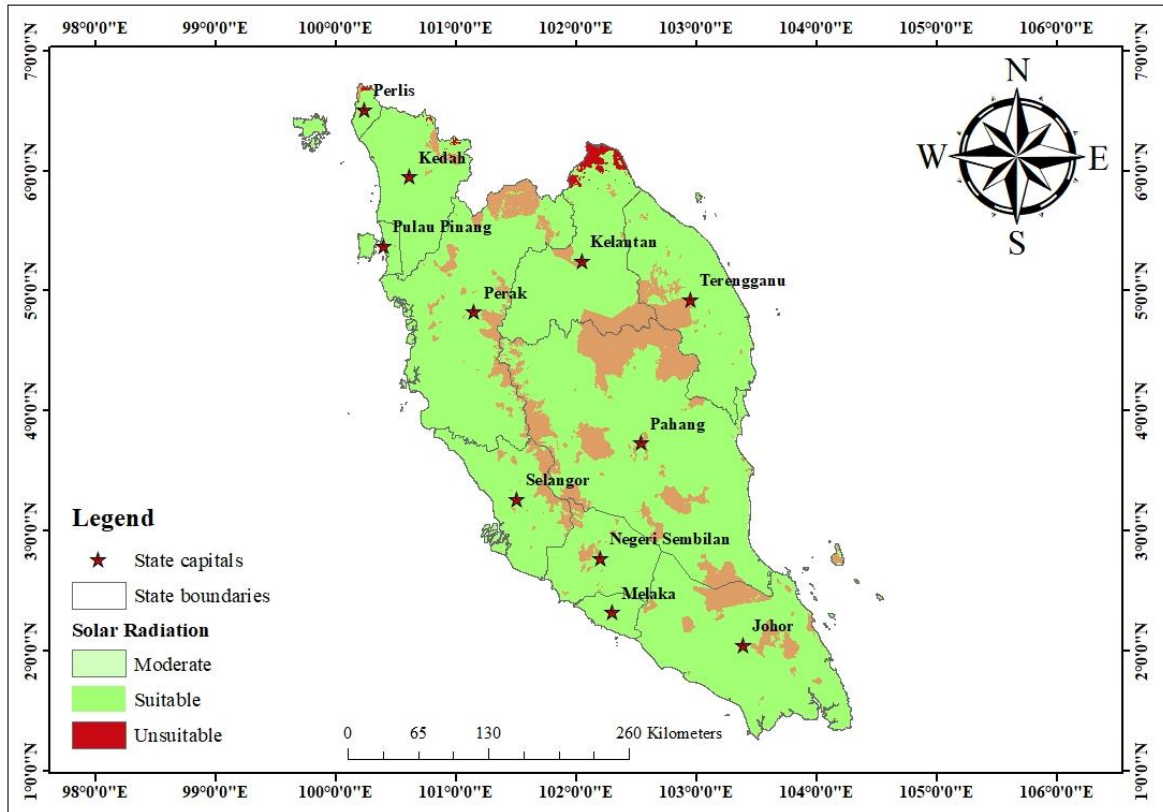 98°0'0"E 99°0'0"E 100°0'0"E 101°0'0"E 102°0'0"E 103°0'0"E 104°0'0"E 105°0'0"E 106°0'0"E
7°0'0"N 7°0'0"N
N
Perlis
W E
6°0'0"N Kedah 6°0'0"N
S
Pulau Pinang
Kelantan
5°0'0"N Perak Terengganu 5°0'0"N
4°0'0"N 4°0'0"N
Pahang
Selangor
Legend
3°0'0"N Negeri Sembilan 3°0'0"N
State capitals
State boundaries Melaka
Solar Radiation
Johor
Moderate
2°0'0"N 2°0'0"N
Suitable
Unsuitable
0 65 130 260 Kilometers
1°0'0"N 1°0'0"N
98°0'0"E 99°0'0"E 100°0'0"E 101°0'0"E 102°0'0"E 103°0'0"E 104°0'0"E 105°0'0"E 106°0'0"E